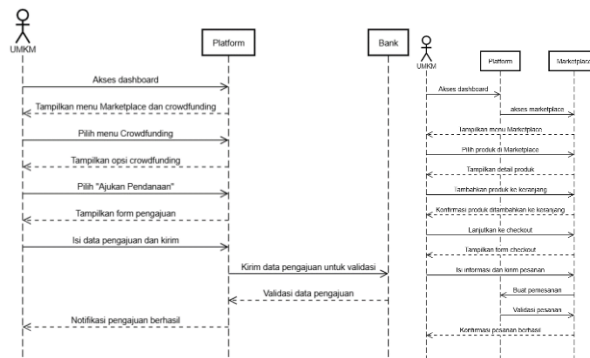 UMKM
Platform
Bank
Akses dashboard
Tampilkan menu Marketplace dan crowdfunding
Pilih menu Crowdfunding
Tampilkan opsi crowdfunding
Pilih "Ajukan Pendanaan"
Tampilkan form pengajuan
Isi data pengajuan dan kirim
Kirim data pengajuan untuk validasi
Validasi data pengajuan
Notifikasi pengajuan berhasil
UMKM
Platform
Marketplace
Akses dashboard
akses marketplace
Tampilkan menu Marketplace
Pilih produk di Marketplace
Tampilkan detail produk
Tambahkan produk ke keranjang
Konfirmasi produk ditambahkan ke keranjang
Lanjutkan ke checkout
Tampilkan form checkout
Isi informasi dan kirim pesanan
Buat pemesanan
Validasi pesanan
Konfirmasi pesanan berhasil